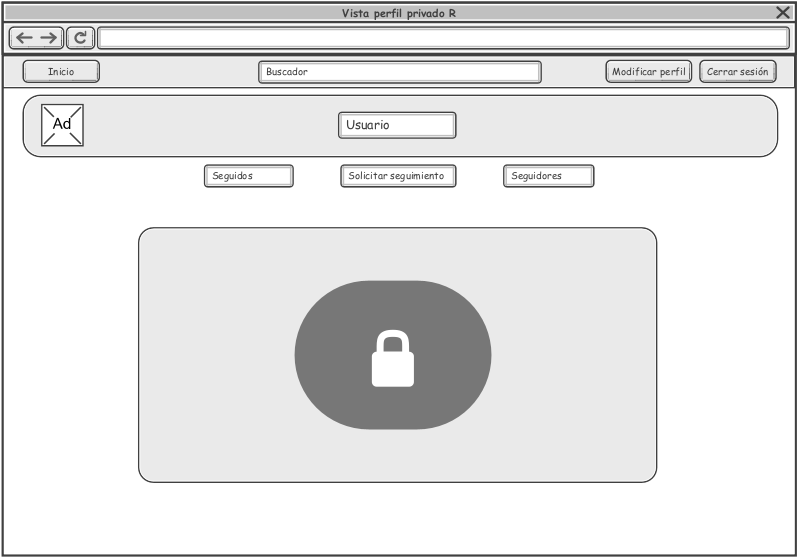 Vista perfil privado R
Inicio
Buscador
Modificar perfil
Cerrar sesión
Ad
Usuario
Seguidos
Solicitar seguimiento
Seguidores